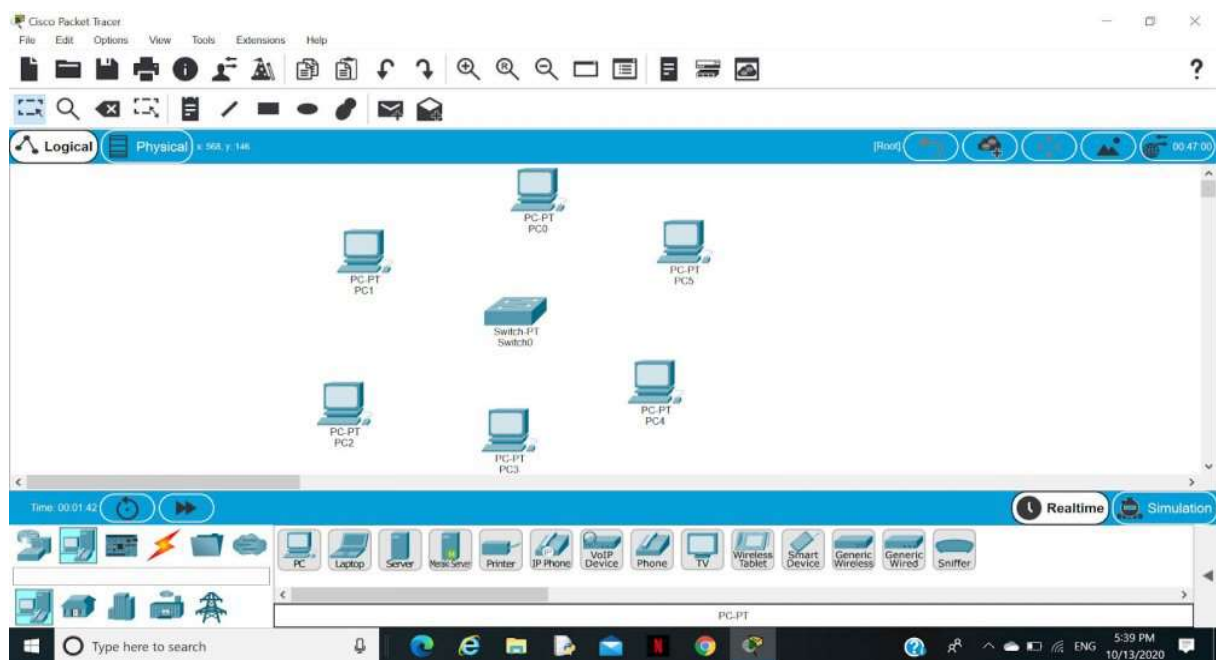 Cisco Packet Tracer
File Edit Options View Tools Extensions Help
?
Logical Physical x: 568, y: 146 [Root] 00:47:00
PC-PT
PC0
PC-PT
PC1
PC-PT
PC5
Switch-PT
Switch0
PC-PT
PC4
PC-PT
PC2
PC-PT
PC3
Time: 00:01:42 Realtime Simulation
PC Laptop Server Meraki Server Printer IP Phone VoIP Device Phone TV Wireless Tablet Smart Device Generic Wireless Generic Wired Sniffer
PC-PT
Type here to search
ENG
5:39 PM
10/13/2020